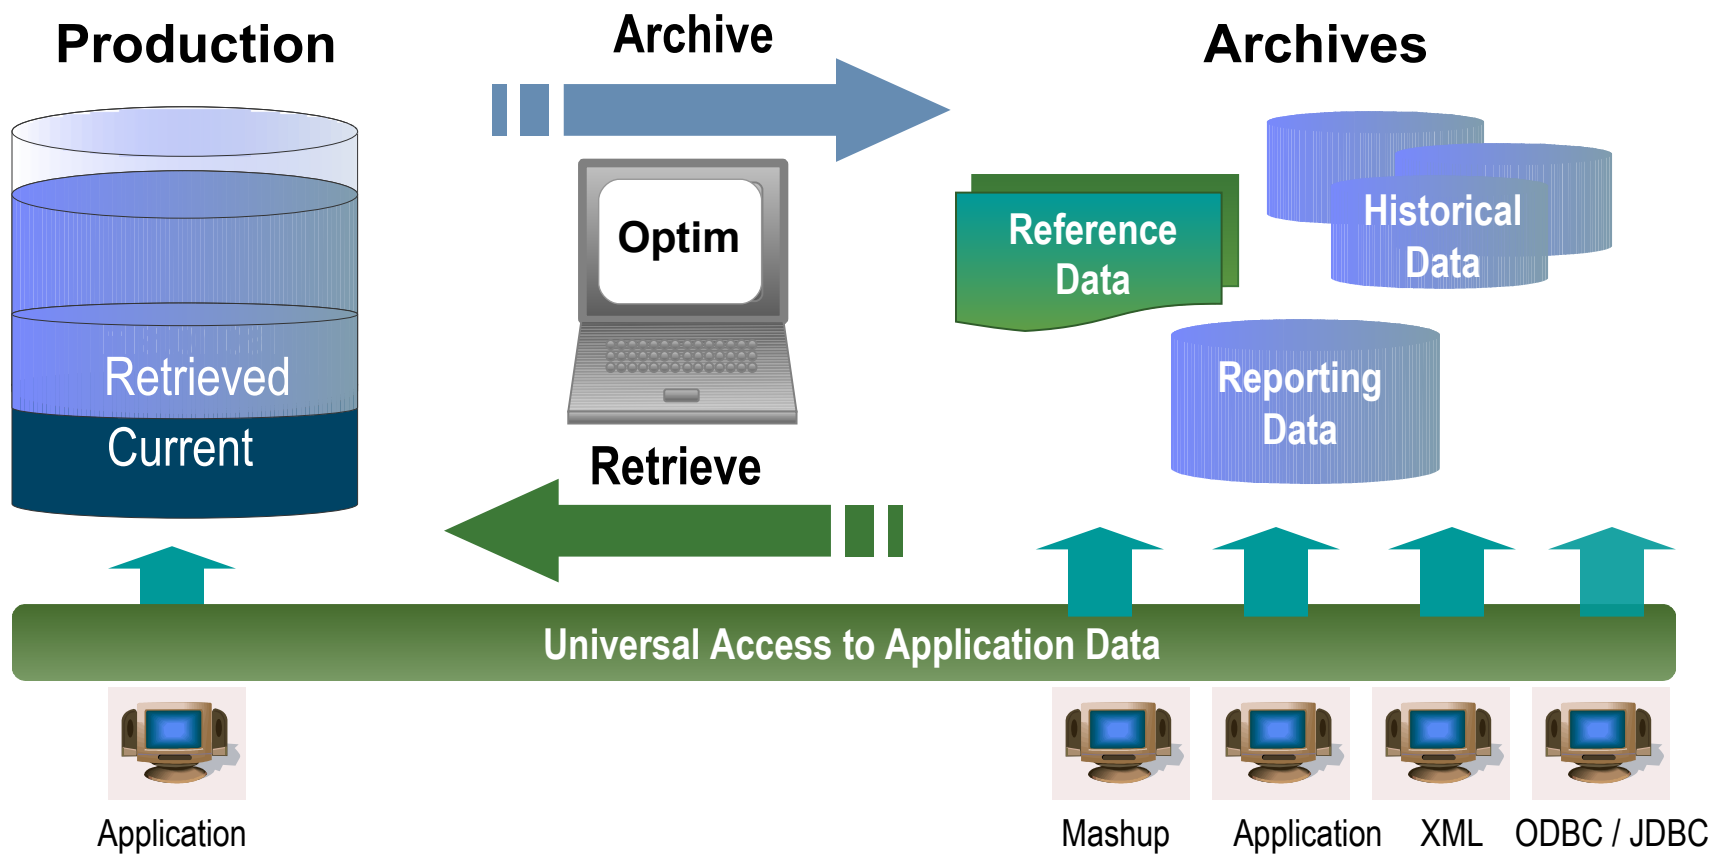 Production
Archive
Archives
Optim
Reference
Data
Historical
Data
Reporting
Data
Retrieved
Current
Retrieve
Universal Access to Application Data
Application
Mashup
Application
XML
ODBC / JDBC